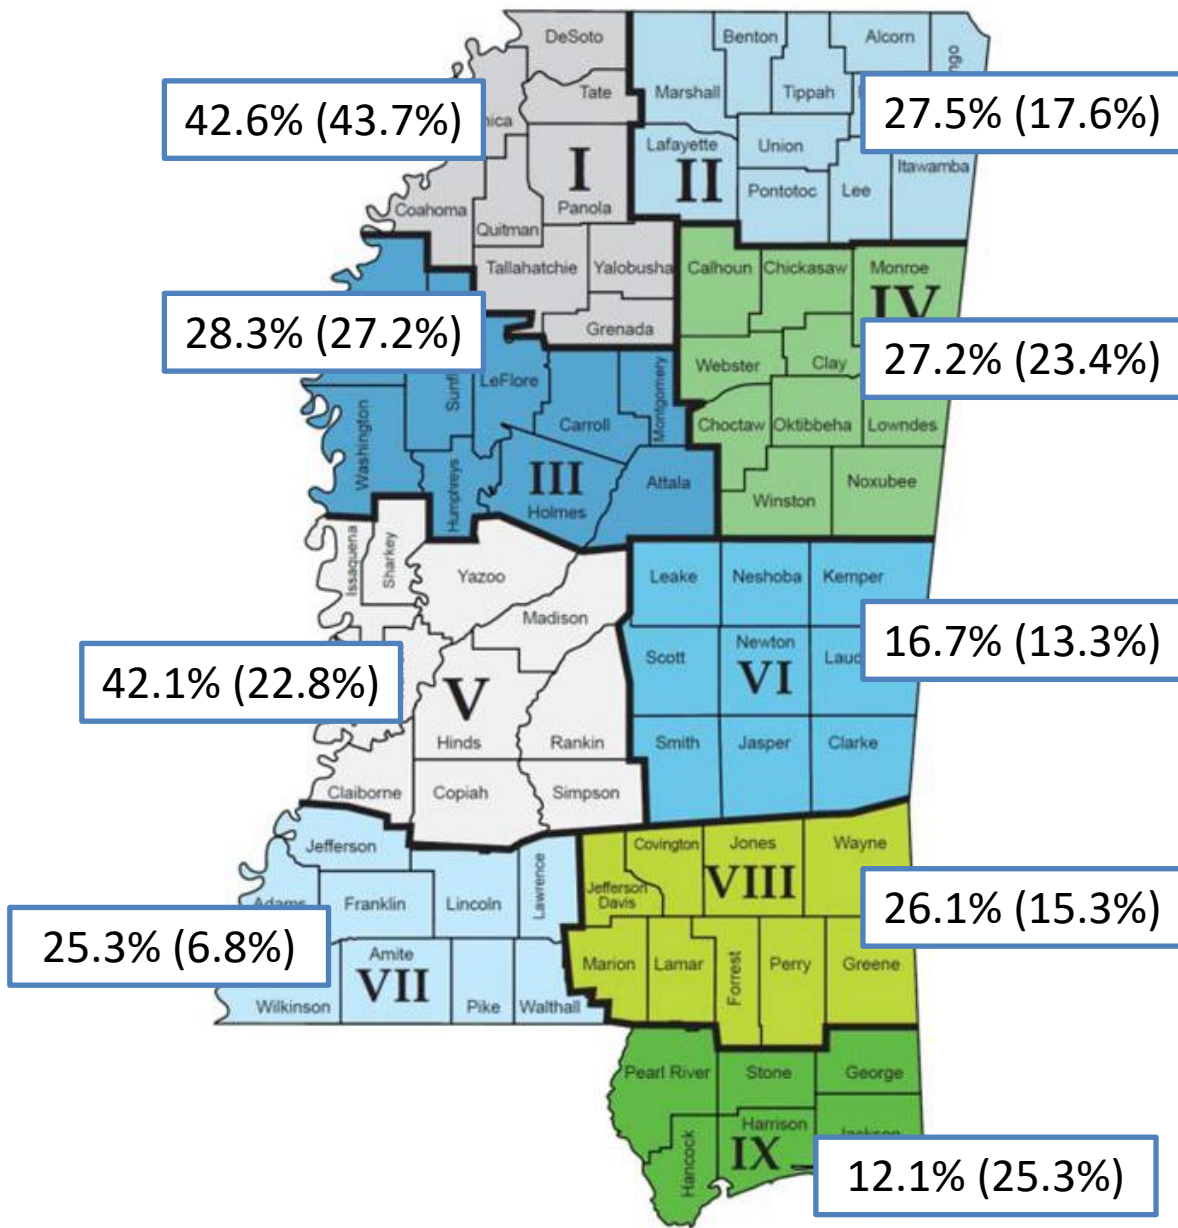 DeSoto
Benton
Alcorn
Tate
Marshall
Tippah
42.6% (43.7%)
27.5% (17.6%)
Lafayette
Union
I
II
Itawamba
Panola
Pontotoc
Lee
Coahoma
Quitman
Tallahatchie
Yalobusha
Calhoun
Chickasaw
Monroe
IV
Grenada
28.3% (27.2%)
27.2% (23.4%)
Webster
Clay
LeFlore
Carroll
Montgomery
Choctaw
Oktibbeha
Lowndes
Washington
Humphreys
III
Holmes
Attala
Winston
Noxubee
Issaquena
Sharkey
Yazoo
Leake
Neshoba
Kemper
Madison
Scott
Newton
VI
16.7% (13.3%)
42.1% (22.8%)
V
Hinds
Rankin
Smith
Jasper
Clarke
Claiborne
Copiah
Simpson
Jefferson
Covington
Jones
Wayne
Lawrence
VIII
Jefferson
Davis
Adams
Franklin
Lincoln
26.1% (15.3%)
25.3% (6.8%)
Amite
VII
Marion
Lamar
Forrest
Perry
Greene
Wilkinson
Pike
Walthall
Pearl River
Stone
George
Harrison
Jackson
Hancock
IX
12.1% (25.3%)